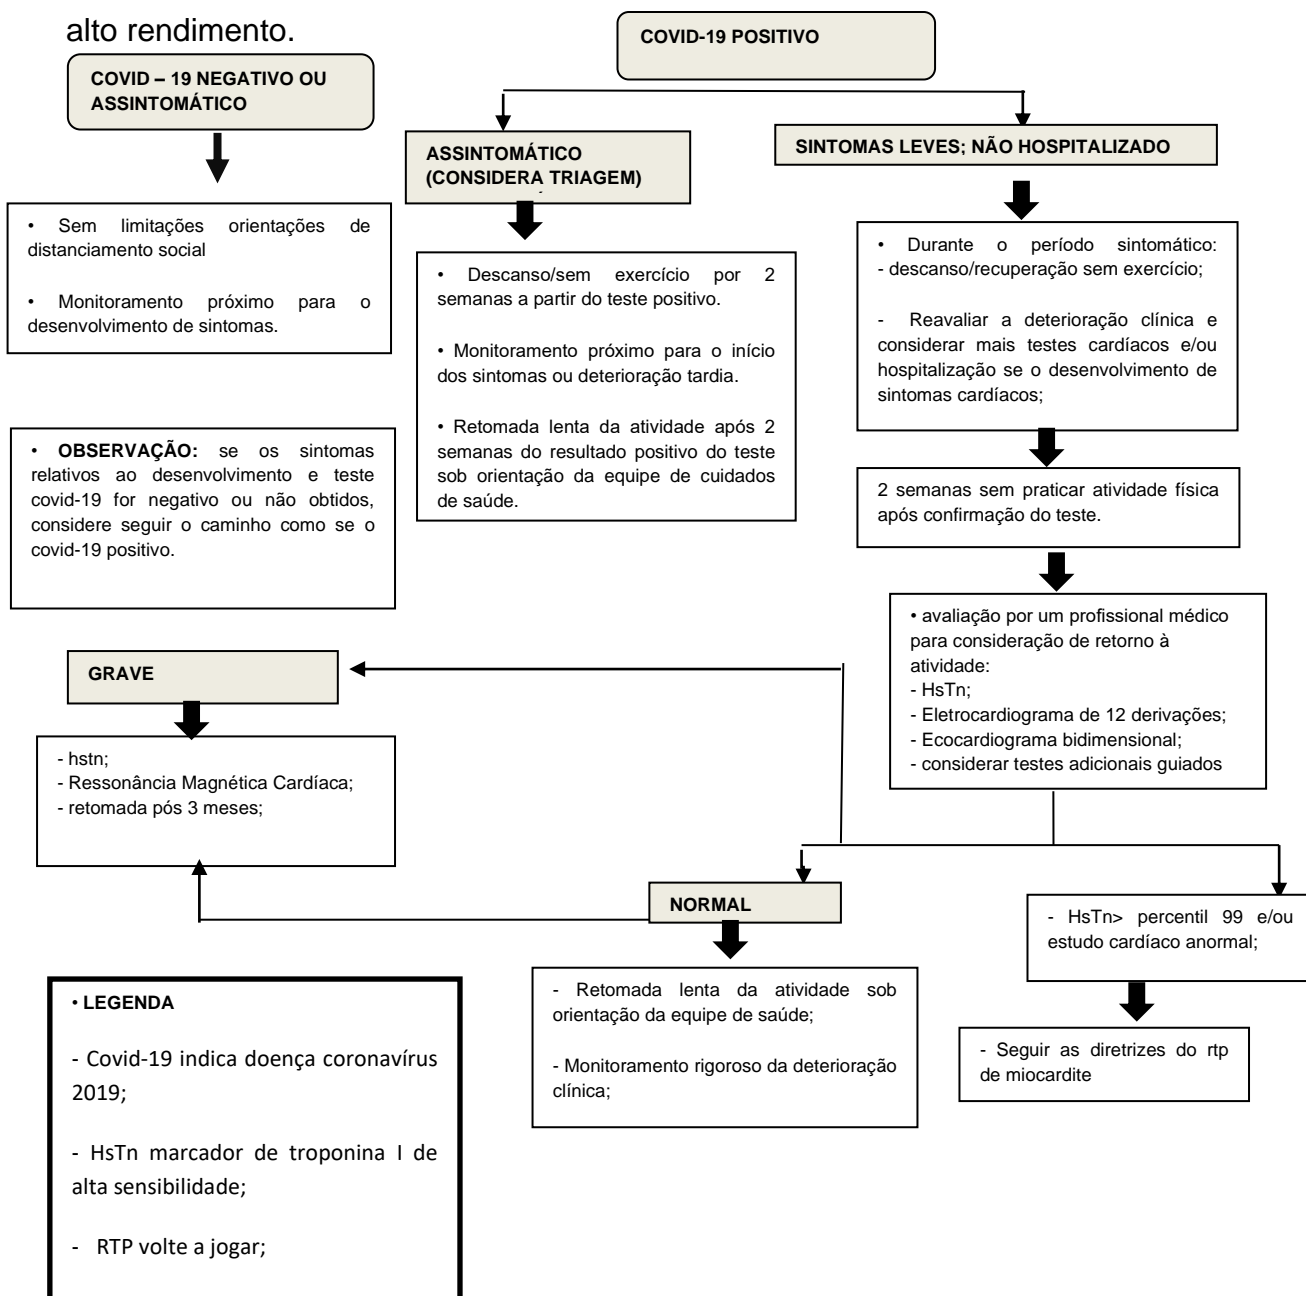 alto rendimento.
COVID – 19 NEGATIVO OU
ASSINTOMÁTICO
• Sem limitações orientações de
distanciamento social
• Monitoramento próximo para o
desenvolvimento de sintomas.
• OBSERVAÇÃO: se os sintomas
relativos ao desenvolvimento e teste
covid-19 for negativo ou não obtidos,
considere seguir o caminho como se o
covid-19 positivo.
COVID-19 POSITIVO
ASSINTOMÁTICO
(CONSIDERA TRIAGEM)
• Descanso/sem exercício por 2
semanas a partir do teste positivo.
• Monitoramento próximo para o início
dos sintomas ou deterioração tardia.
• Retomada lenta da atividade após 2
semanas do resultado positivo do teste
sob orientação da equipe de cuidados
de saúde.
SINTOMAS LEVES; NÃO HOSPITALIZADO
• Durante o período sintomático:
- descanso/recuperação sem exercício;
- Reavaliar a deterioração clínica e
considerar mais testes cardíacos e/ou
hospitalização se o desenvolvimento de
sintomas cardíacos;
2 semanas sem praticar atividade física
após confirmação do teste.
• avaliação por um profissional médico
para consideração de retorno à
atividade:
- HsTn;
- Eletrocardiograma de 12 derivações;
- Ecocardiograma bidimensional;
- considerar testes adicionais guiados
GRAVE
- hstn;
- Ressonância Magnética Cardíaca;
- retomada pós 3 meses;
NORMAL
- Retomada lenta da atividade sob
orientação da equipe de saúde;
- Monitoramento rigoroso da deterioração
clínica;
- HsTn> percentil 99 e/ou
estudo cardíaco anormal;
- Seguir as diretrizes do rtp
de miocardite
• LEGENDA
- Covid-19 indica doença coronavírus
2019;
- HsTn marcador de troponina I de
alta sensibilidade;
- RTP volte a jogar;